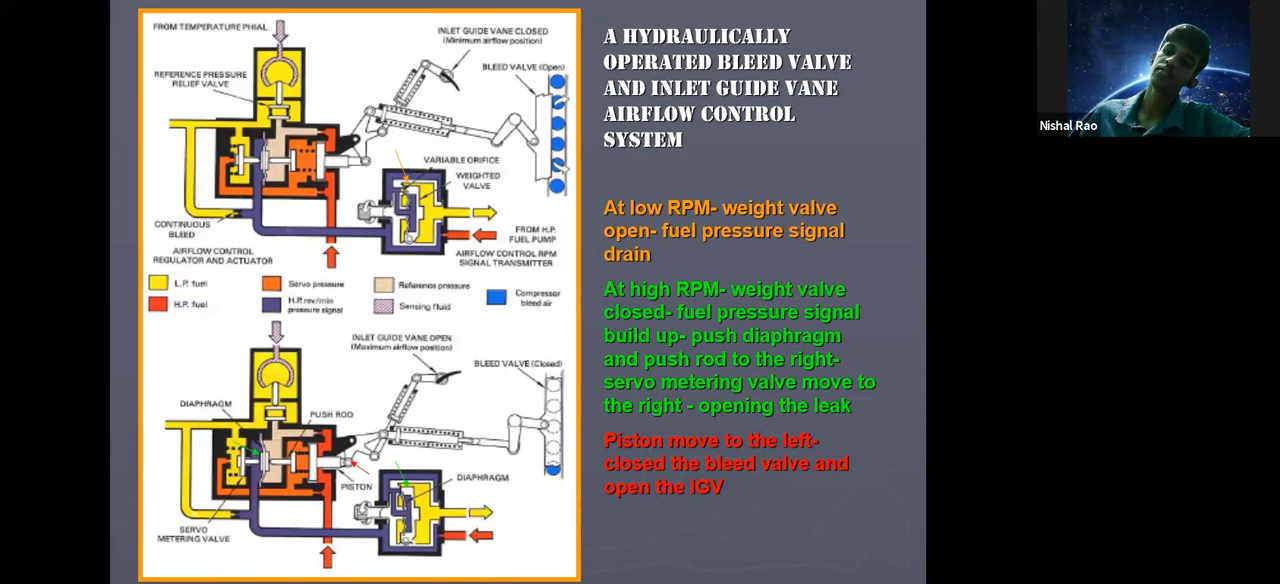 FROM TEMPERATURE PHIAL
INLET GUIDE VANE CLOSED
(Minimum airflow position)
REFERENCE PRESSURE
RELIEF VALVE
BLEED VALVE (Open)
VARIABLE ORIFICE
WEIGHTED
VALVE
CONTINUOUS
BLEED
FROM H.P.
FUEL PUMP
AIRFLOW CONTROL
REGULATOR AND ACTUATOR
AIRFLOW CONTROL RPM
SIGNAL TRANSMITTER
L.P. fuel
Servo pressure
Reference pressure
Compressor
bleed air
H.P. fuel
H.P. rev/min
pressure signal
Sensing fluid
INLET GUIDE VANE OPEN
(Maximum airflow position)
BLEED VALVE (Closed)
DIAPHRAGM
PUSH ROD
PISTON
DIAPHRAGM
SERVO
METERING VALVE
A HYDRAULICALLY
OPERATED BLEED VALVE
AND INLET GUIDE VANE
AIRFLOW CONTROL
SYSTEM
At low RPM- weight valve
open- fuel pressure signal
drain
At high RPM- weight valve
closed- fuel pressure signal
build up- push diaphragm
and push rod to the right-
servo metering valve move to
the right - opening the leak
Piston move to the left-
closed the bleed valve and
open the IGV
Nishal Rao